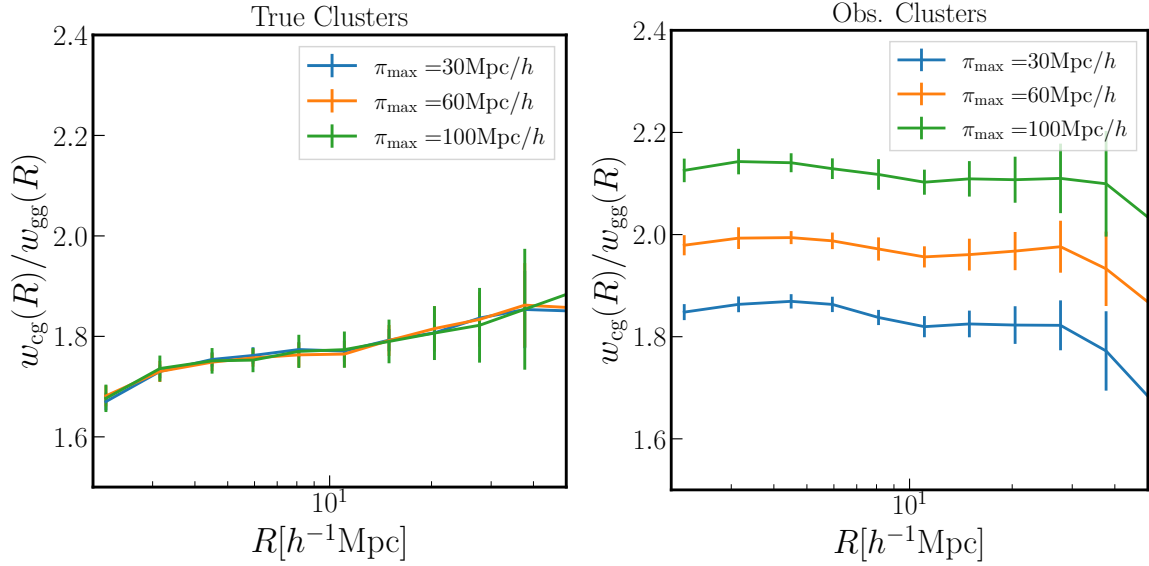 True Clusters
2.4
2.2
2.0
1.8
1.6
w_cg(R)/w_gg(R)
π_max =30Mpc/h
π_max =60Mpc/h
π_max =100Mpc/h
10^1
R[h^−1Mpc]
Obs. Clusters
2.4
2.2
2.0
1.8
1.6
w_cg(R)/w_gg(R)
π_max =30Mpc/h
π_max =60Mpc/h
π_max =100Mpc/h
10^1
R[h^−1Mpc]